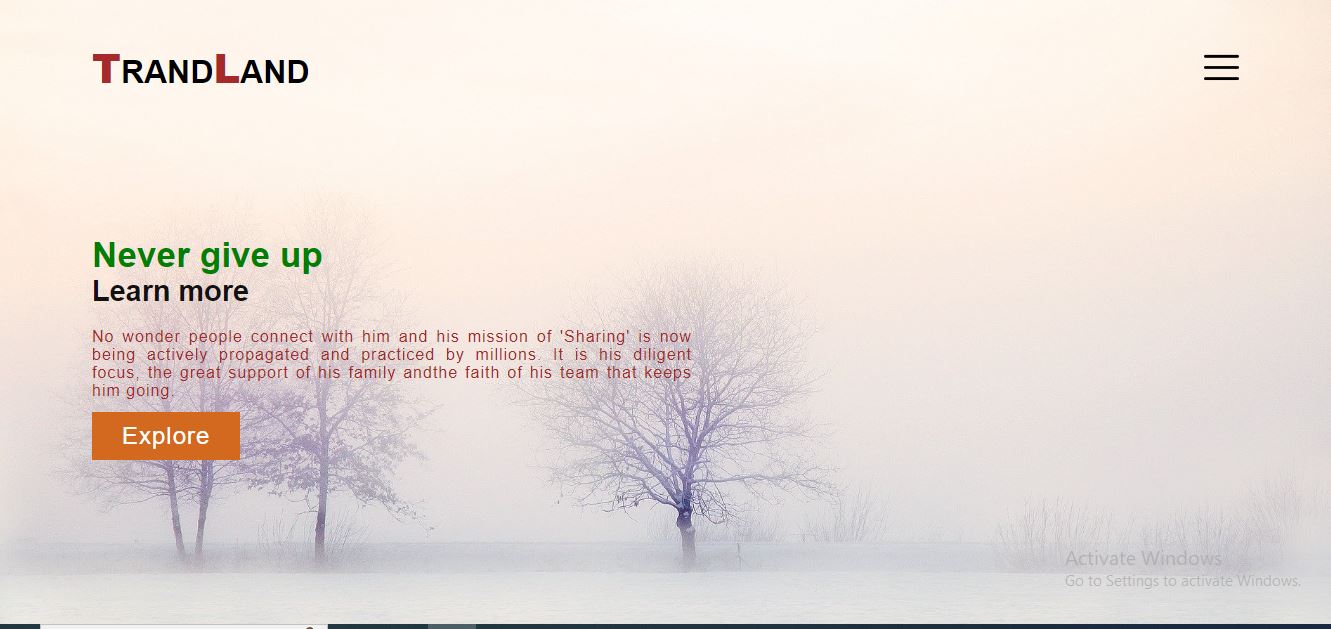 TRANDLAND
Never give up
Learn more
No wonder people connect with him and his mission of 'Sharing' is now
being actively propagated and practiced by millions. It is his diligent
focus, the great support of his family andthe faith of his team that keeps
him going.
Explore
Activate Windows
Go to Settings to activate Windows.